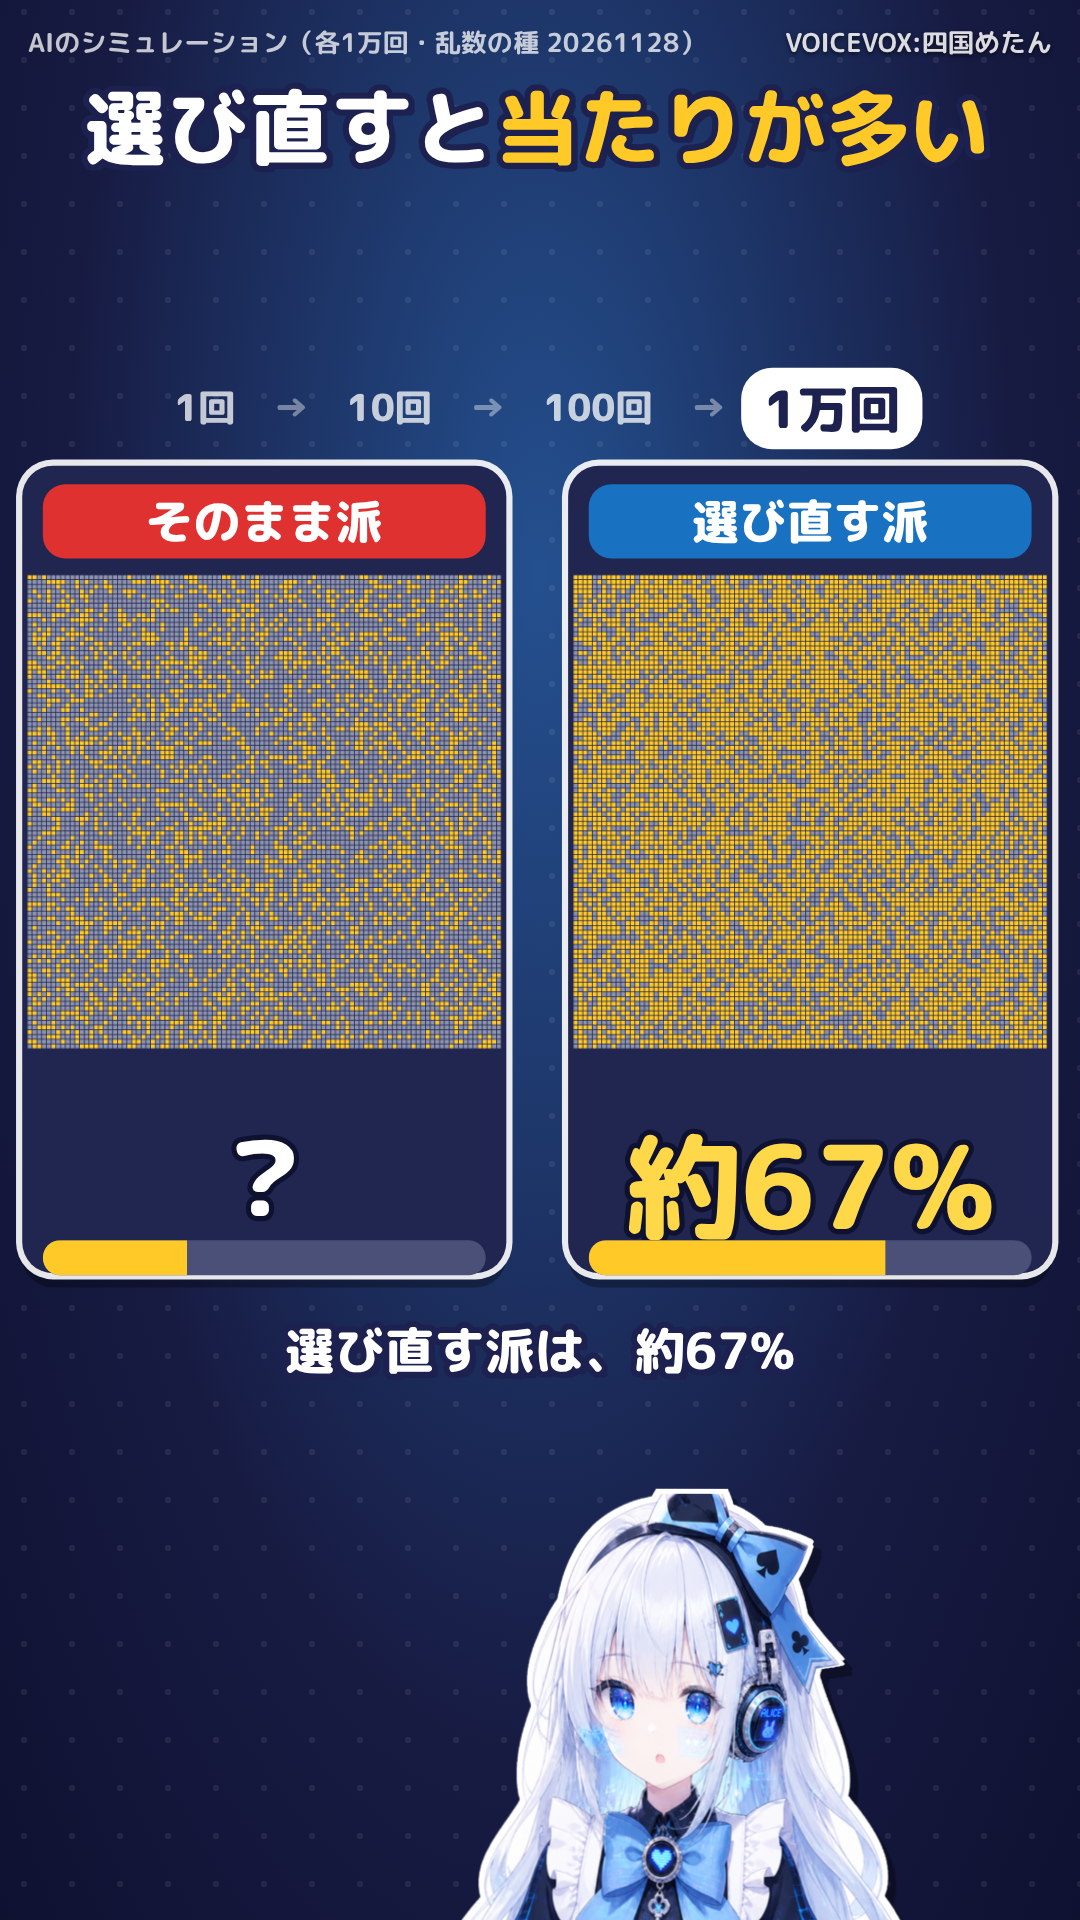 AIのシミュレーション（各1万回・乱数の種 20261128）
VOICEVOX:四国めたん
選び直すと当たりが多い
1回 → 10回 → 100回 → 1万回
そのまま派
選び直す派
?
約67%
選び直す派は、約67%
ALICE